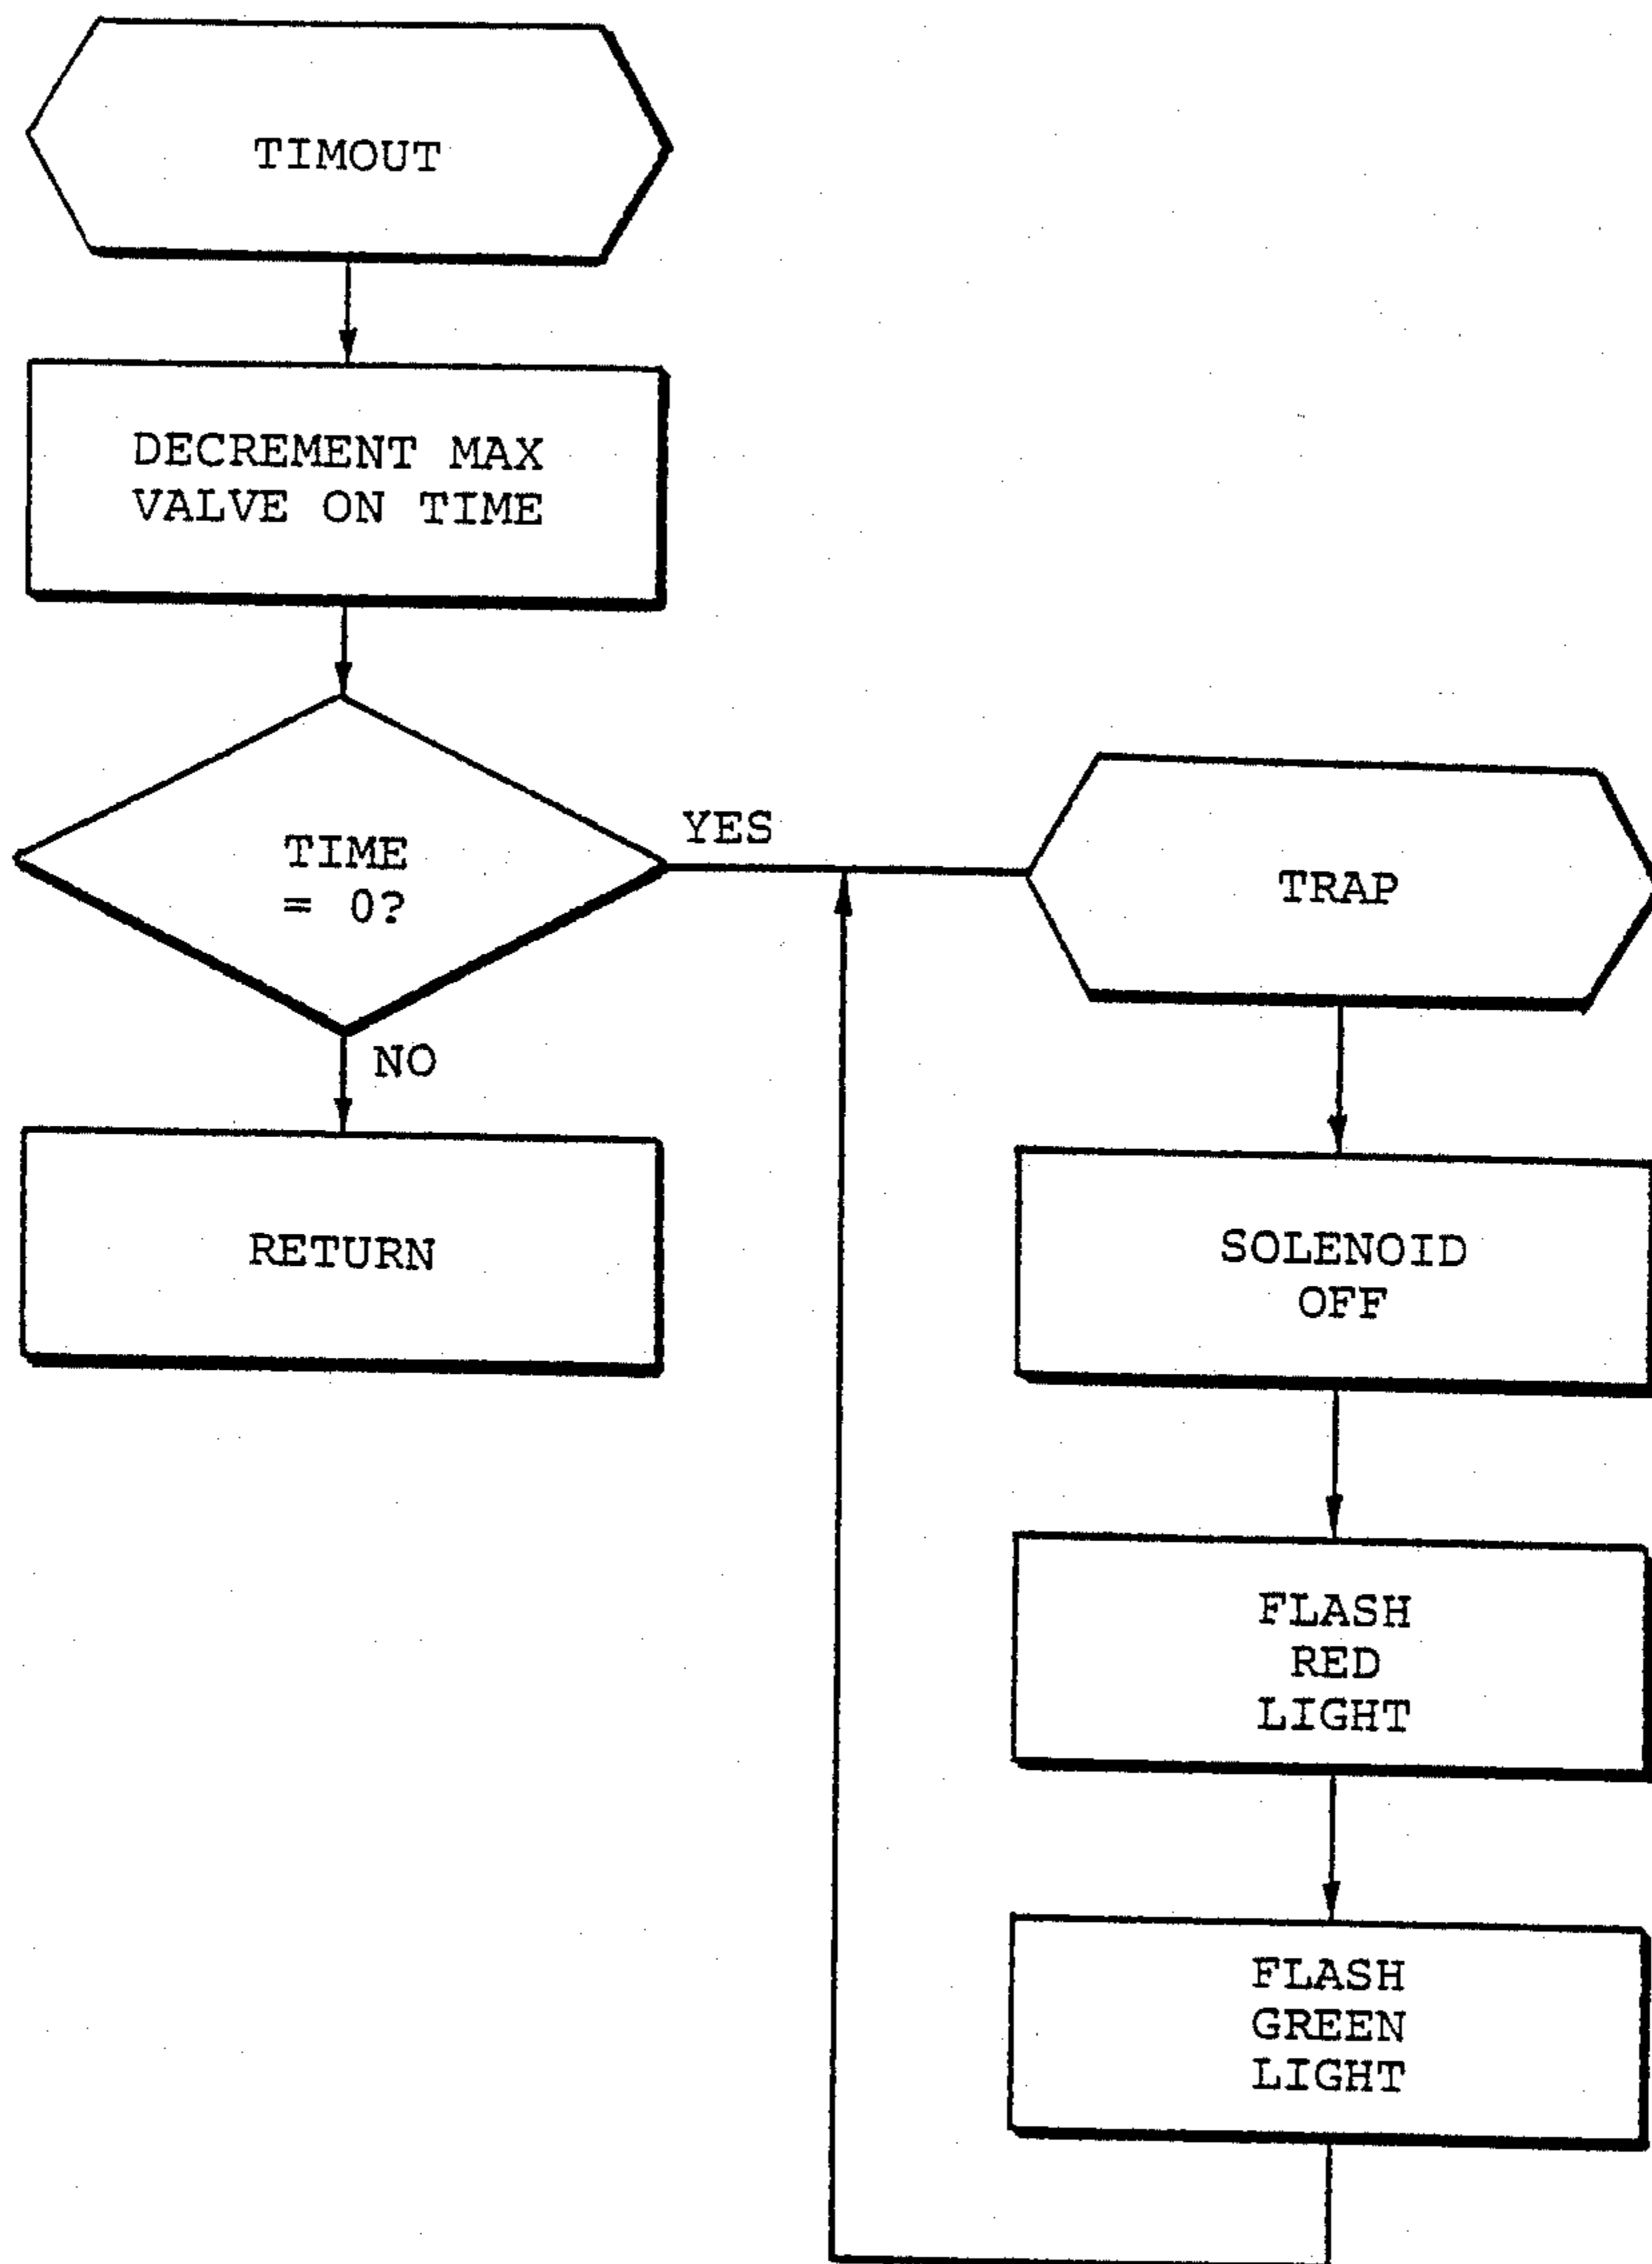 TIMOUT
DECREMENT MAX
VALVE ON TIME
TIME
= 0?
YES
NO
RETURN
TRAP
SOLENOID
OFF
FLASH
RED
LIGHT
FLASH
GREEN
LIGHT